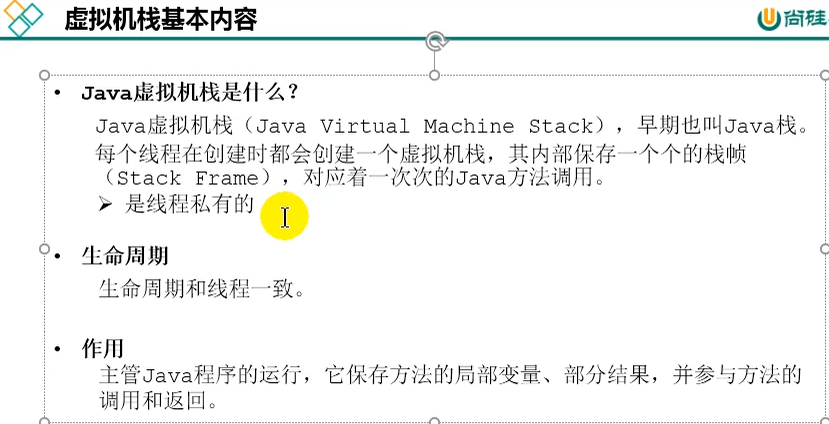 虚拟机栈基本内容
尚硅
• Java虚拟机栈是什么？
Java虚拟机栈（Java Virtual Machine Stack），早期也叫Java栈。
每个线程在创建时都会创建一个虚拟机栈，其内部保存一个个的栈帧
（Stack Frame），对应着一次次的Java方法调用。
➢ 是线程私有的
• 生命周期
生命周期和线程一致。
• 作用
主管Java程序的运行，它保存方法的局部变量、部分结果，并参与方法的
调用和返回。